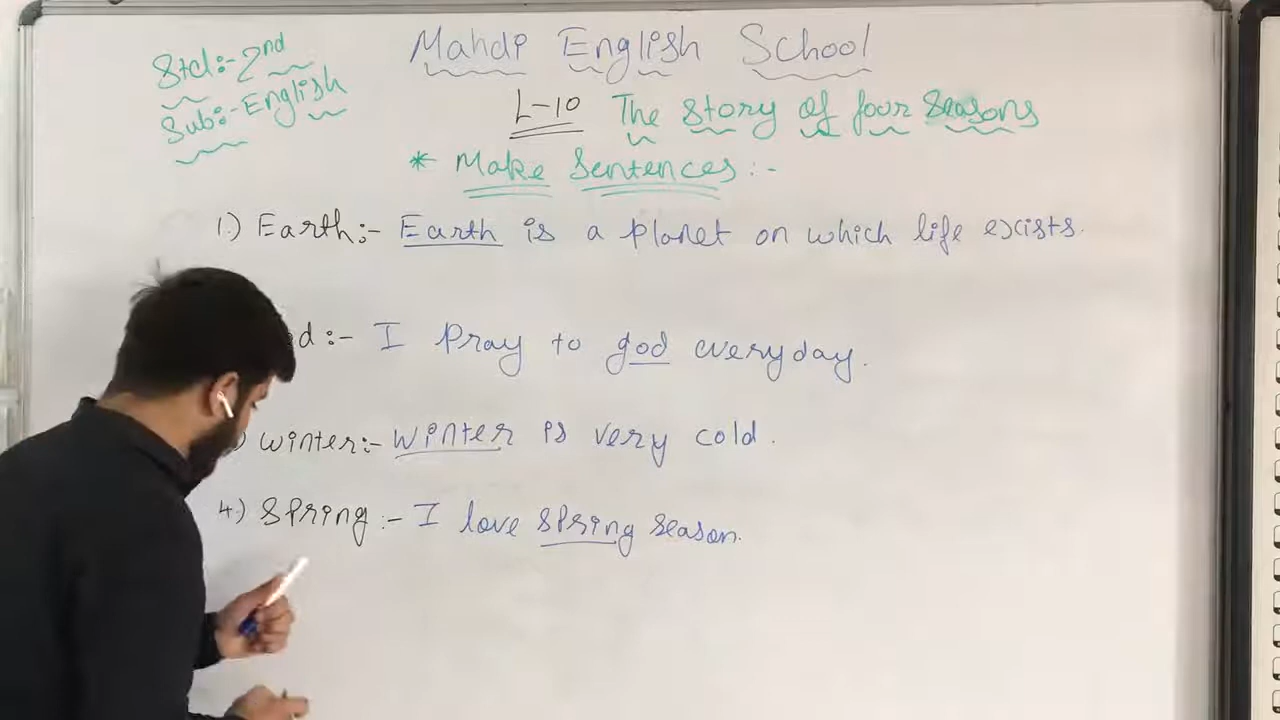 Std:- 2nd
Sub:- English
Mahdi English School
L-10 The Story of four Seasons
* Make Sentences:-
1.) Earth:- Earth is a planet on which life exists.
:- I pray to god everyday.
) winter:- winter is very cold.
4.) Spring:- I love spring season.